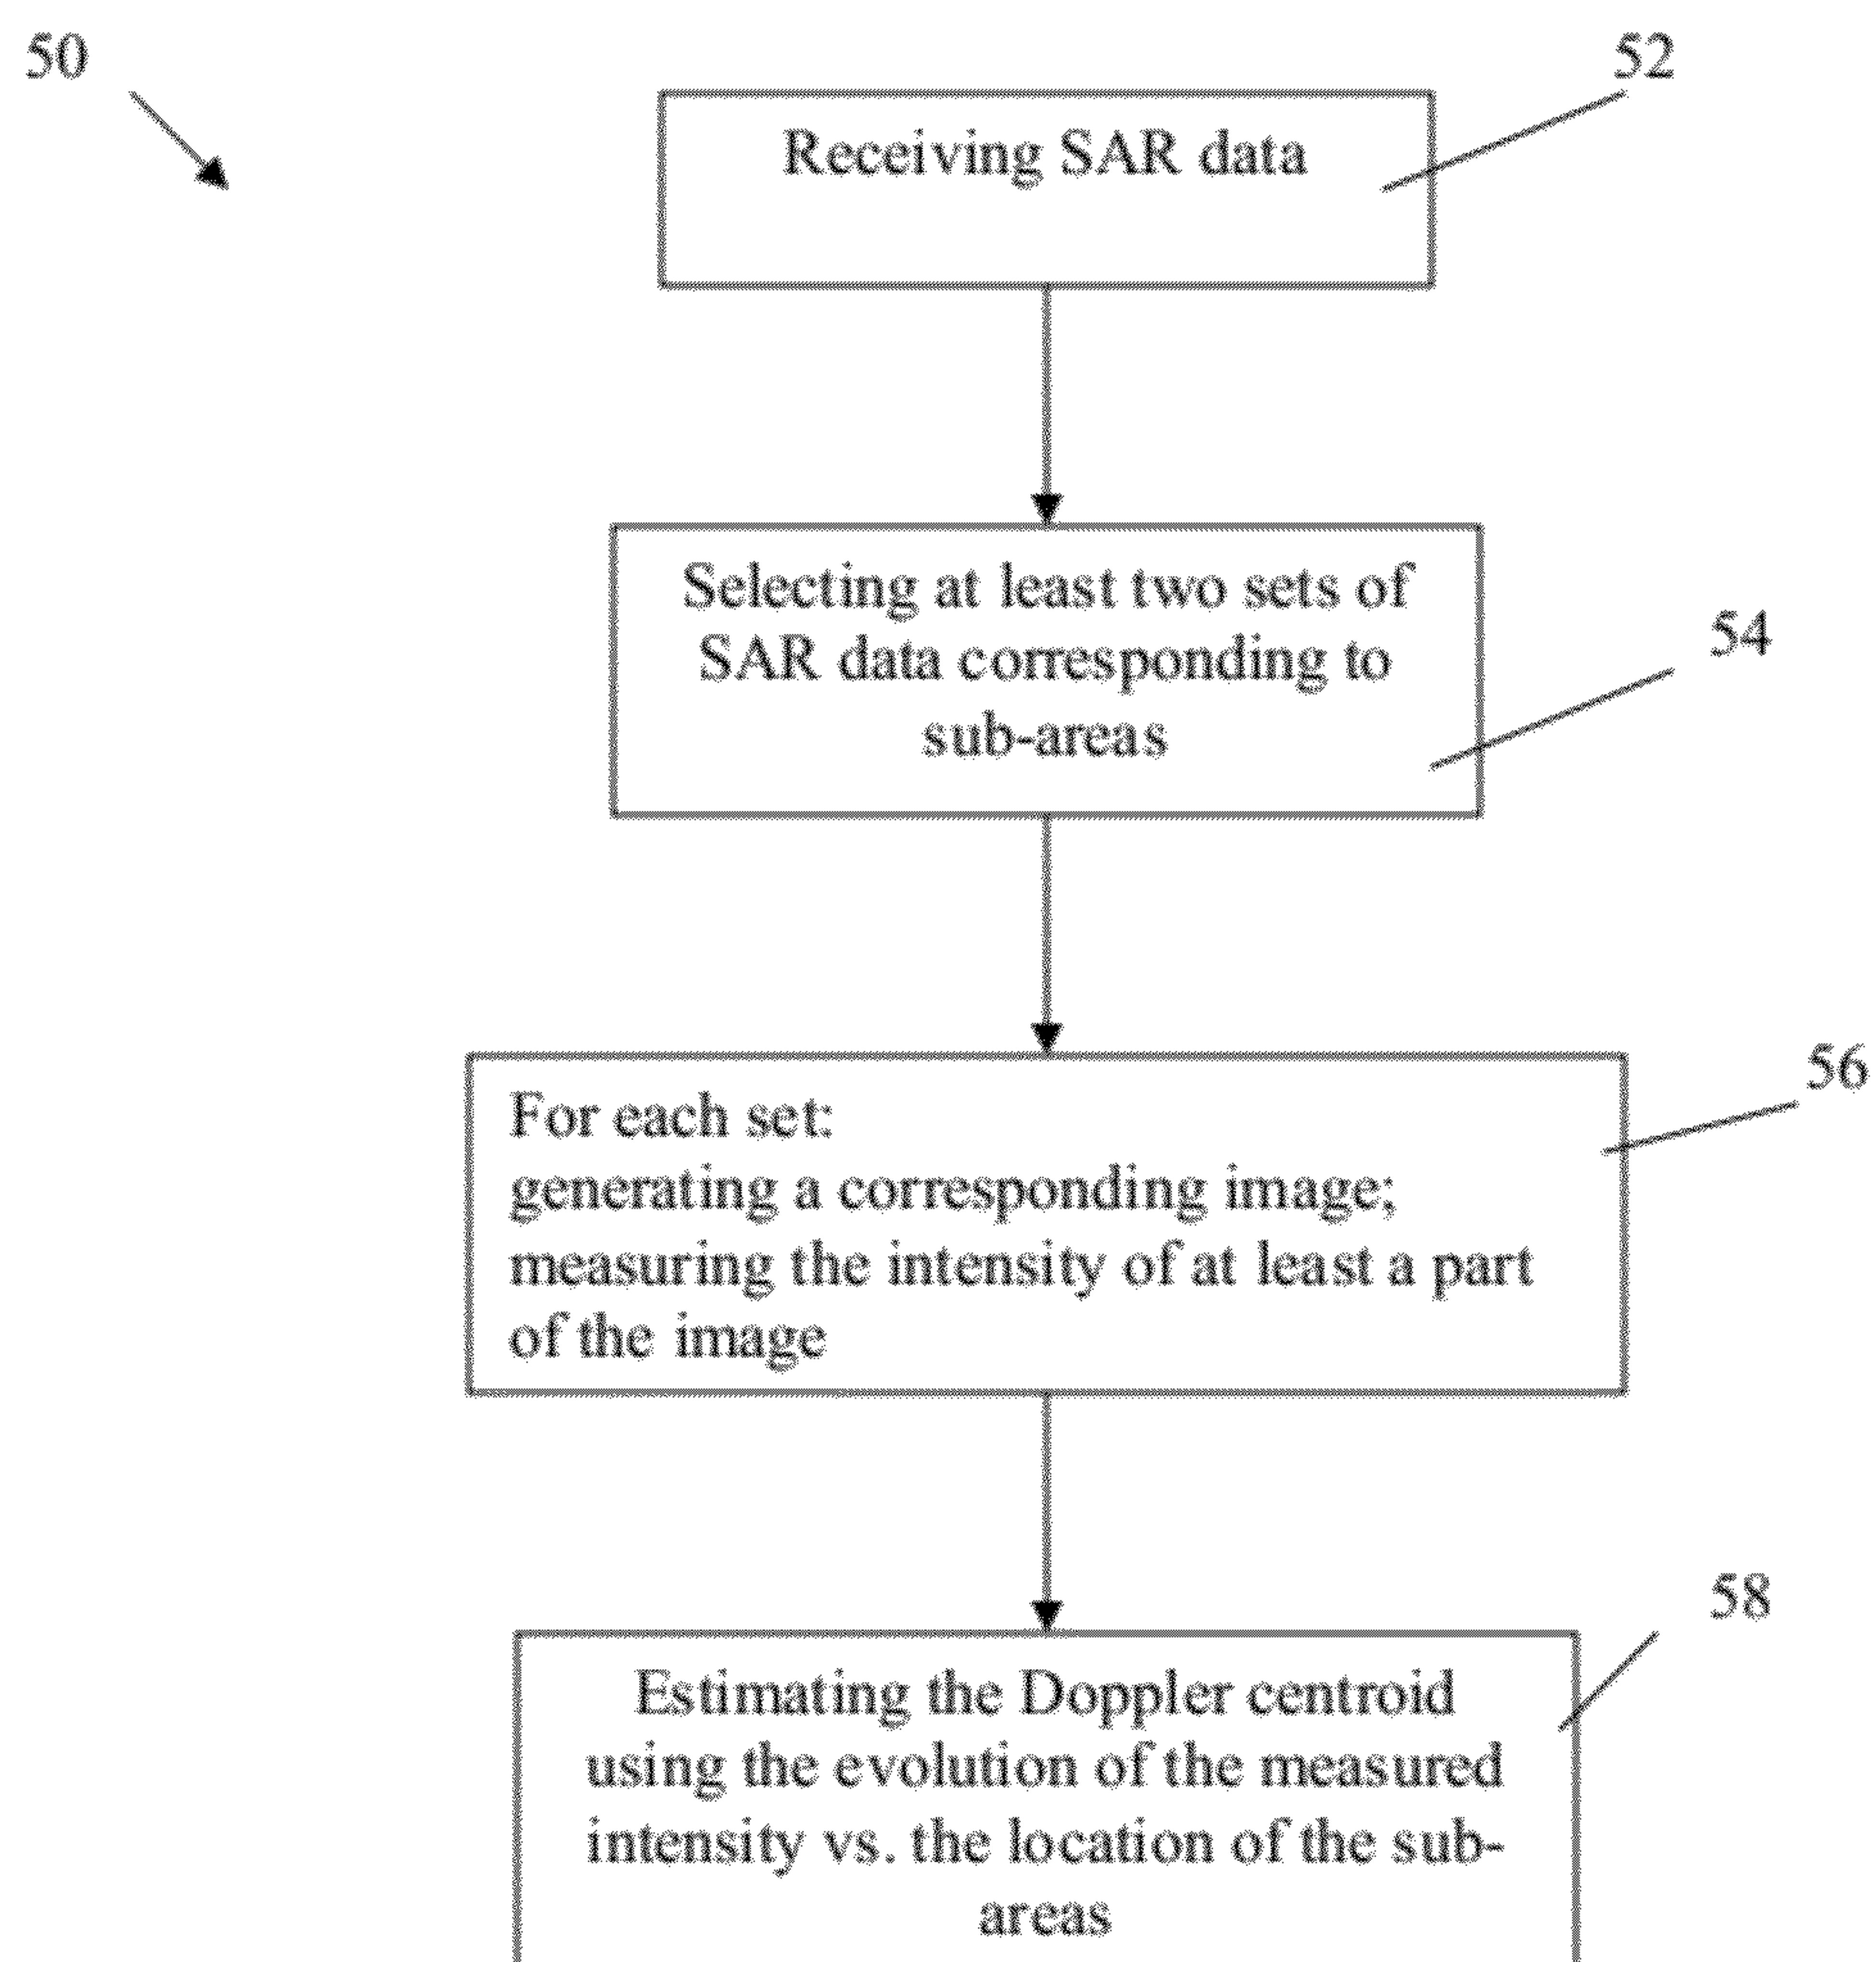 50
52
Receiving SAR data
Selecting at least two sets of
SAR data corresponding to
sub-areas
54
56
For each set:
generating a corresponding image;
measuring the intensity of at least a part
of the image
58
Estimating the Doppler centroid
using the evolution of the measured
intensity vs. the location of the sub-
areas